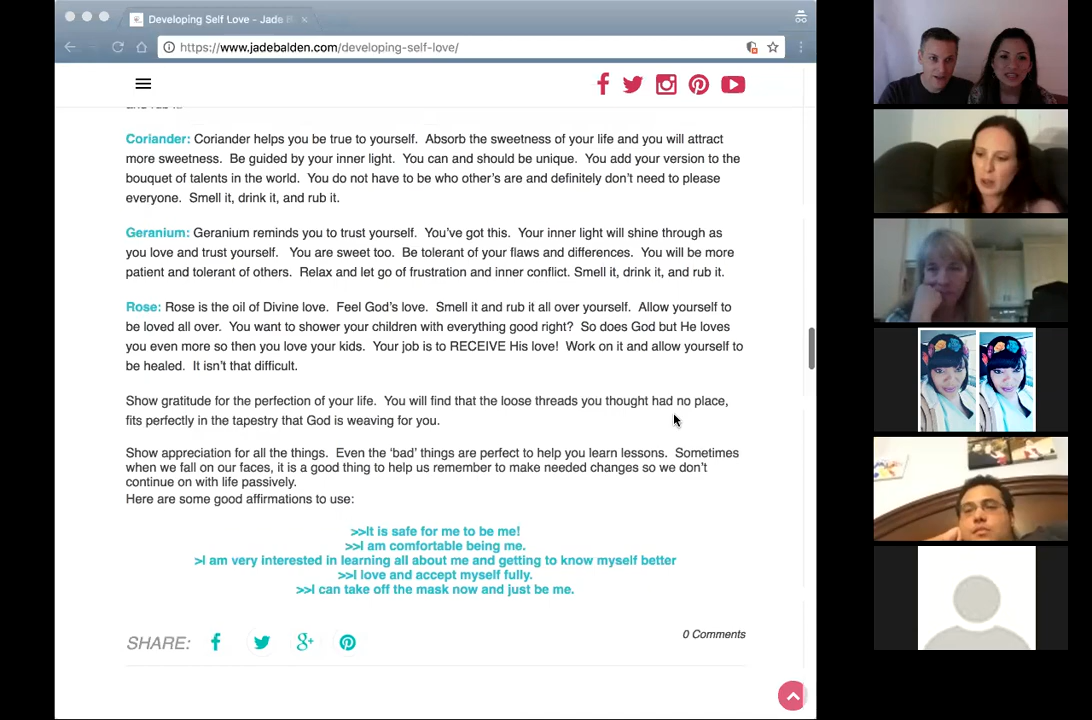 Developing Self Love - Jade B
https://www.jadebalden.com/developing-self-love/
and rub it.
Coriander: Coriander helps you be true to yourself. Absorb the sweetness of your life and you will attract
more sweetness. Be guided by your inner light. You can and should be unique. You add your version to the
bouquet of talents in the world. You do not have to be who other's are and definitely don't need to please
everyone. Smell it, drink it, and rub it.
Geranium: Geranium reminds you to trust yourself. You've got this. Your inner light will shine through as
you love and trust yourself. You are sweet too. Be tolerant of your flaws and differences. You will be more
patient and tolerant of others. Relax and let go of frustration and inner conflict. Smell it, drink it, and rub it.
Rose: Rose is the oil of Divine love. Feel God's love. Smell it and rub it all over yourself. Allow yourself to
be loved all over. You want to shower your children with everything good right? So does God but He loves
you even more so then you love your kids. Your job is to RECEIVE His love! Work on it and allow yourself to
be healed. It isn't that difficult.
Show gratitude for the perfection of your life. You will find that the loose threads you thought had no place,
fits perfectly in the tapestry that God is weaving for you.
Show appreciation for all the things. Even the 'bad' things are perfect to help you learn lessons. Sometimes
when we fall on our faces, it is a good thing to help us remember to make needed changes so we don't
continue on with life passively.
Here are some good affirmations to use:
>>It is safe for me to be me!
>>I am comfortable being me.
>I am very interested in learning all about me and getting to know myself better
>>I love and accept myself fully.
>>I can take off the mask now and just be me.
SHARE:
0 Comments